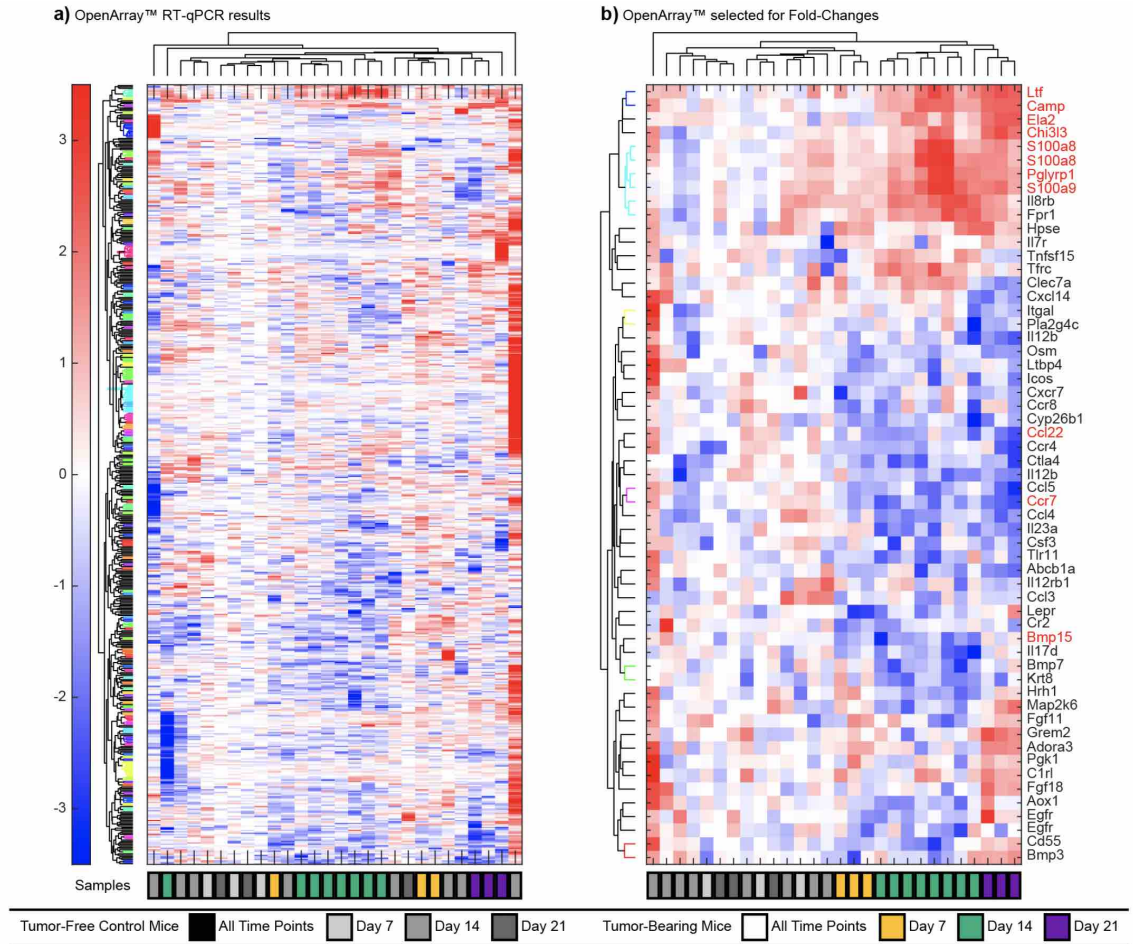 a) OpenArray™ RT-qPCR results
3
2
1
0
-1
-2
-3
Samples
b) OpenArray™ selected for Fold-Changes
Ltf
Camp
Ela2
Chi3l3
S100a8
S100a8
Pglyrp1
S100a9
Il8rb
Fpr1
Hpse
Il7r
Tnfsf15
Tfrc
Clec7a
Cxcl14
Itgal
Pla2g4c
Il12b
Osm
Ltbp4
Icos
Cxcr7
Ccr8
Cyp26b1
Ccl22
Ccr4
Ctla4
Il12b
Ccl5
Ccr7
Ccl4
Il23a
Csf3
Tlr11
Abcb1a
Il12rb1
Ccl3
Lepr
Cr2
Bmp15
Il17d
Bmp7
Krt8
Hrh1
Map2k6
Fgf11
Grem2
Adora3
Pgk1
C1rl
Fgf18
Aox1
Egfr
Egfr
Cd55
Bmp3
Tumor-Free Control Mice All Time Points Day 7 Day 14 Day 21
Tumor-Bearing Mice All Time Points Day 7 Day 14 Day 21